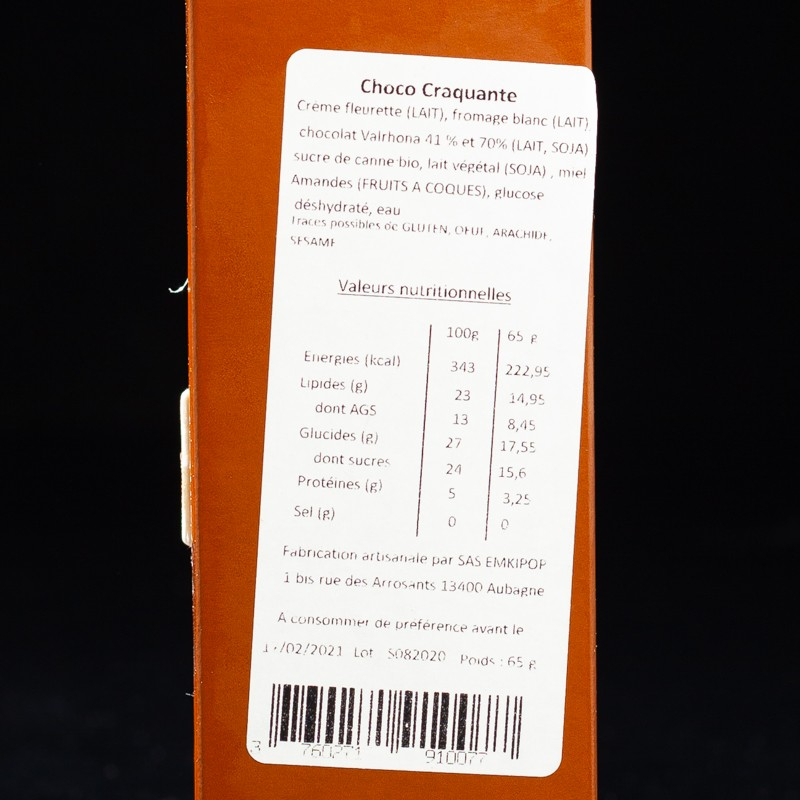 Choco Craquante
Crème fleurette (LAIT), fromage blanc (LAIT)
chocolat Valrhona 41 % et 70% (LAIT, SOJA)
sucre de canne bio, lait végétal (SOJA) , miel
Amandes (FRUITS A COQUES), glucose
déshydraté, eau
Traces possibles de GLUTEN, OEUF, ARACHIDE,
SESAME
Valeurs nutritionnelles
100g 65 g
Energies (kcal) 343 222,95
Lipides (g) 23 14,95
dont AGS 13 8,45
Glucides (g) 27 17,55
dont sucres 24 15,6
Protéines (g) 5 3,25
Sel (g) 0 0
Fabrication artisanale par SAS EMKIPOP
1 bis rue des Arrosants 13400 Aubagne
A consommer de préférence avant le
/02/2021 Lot S082020 Poids : 65 g
3 760271 910077